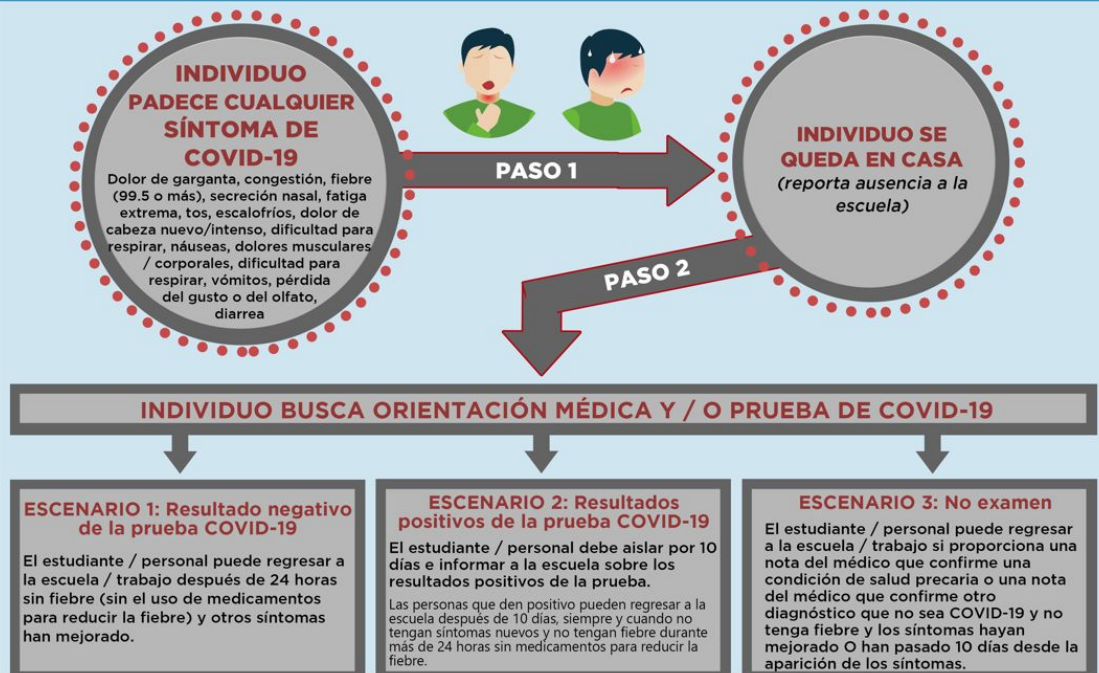 INDIVIDUO
PADECE CUALQUIER
SÍNTOMA DE
COVID-19
Dolor de garganta, congestión, fiebre
(99.5 o más), secreción nasal, fatiga
extrema, tos, escalofríos, dolor de
cabeza nuevo/intenso, dificultad para
respirar, náuseas, dolores musculares
/ corporales, dificultad para
respirar, vómitos, pérdida
del gusto o del olfato,
diarrea
PASO 1
INDIVIDUO SE
QUEDA EN CASA
(reporta ausencia a la
escuela)
PASO 2
INDIVIDUO BUSCA ORIENTACIÓN MÉDICA Y / O PRUEBA DE COVID-19
ESCENARIO 1: Resultado negativo
de la prueba COVID-19
El estudiante / personal puede regresar a
la escuela / trabajo después de 24 horas
sin fiebre (sin el uso de medicamentos
para reducir la fiebre) y otros síntomas
han mejorado.
ESCENARIO 2: Resultados
positivos de la prueba COVID-19
El estudiante / personal debe aislar por 10
días e informar a la escuela sobre los
resultados positivos de la prueba.
Las personas que den positivo pueden regresar a la
escuela después de 10 días, siempre y cuando no
tengan síntomas nuevos y no tengan fiebre durante
más de 24 horas sin medicamentos para reducir la
fiebre.
ESCENARIO 3: No examen
El estudiante / personal puede regresar
a la escuela / trabajo si proporciona una
nota del médico que confirme una
condición de salud precaria o una nota
del médico que confirme otro
diagnóstico que no sea COVID-19 y no
tenga fiebre y los síntomas hayan
mejorado O han pasado 10 días desde la
aparición de los síntomas.